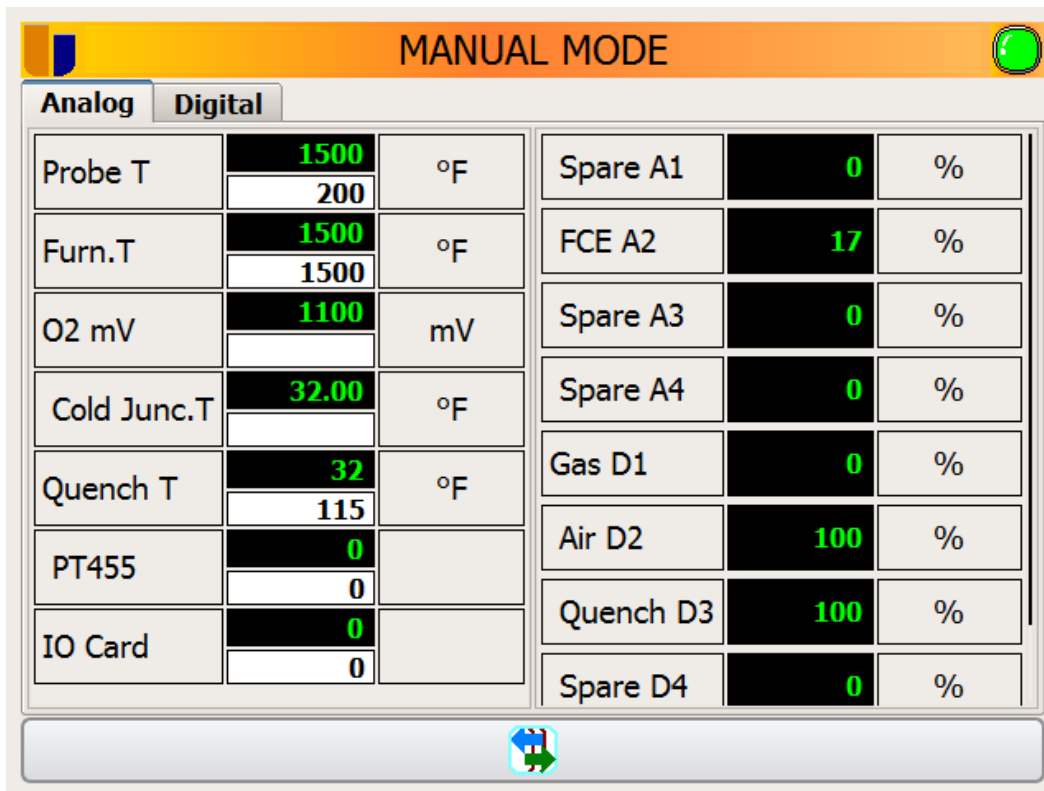 MANUAL MODE
Analog Digital
Probe T 1500 °F
200
Furn.T 1500 °F
1500
O2 mV 1100 mV
Cold Junc.T 32.00 °F
Quench T 32 °F
115
PT455 0
0
IO Card 0
0
Spare A1 0 %
FCE A2 17 %
Spare A3 0 %
Spare A4 0 %
Gas D1 0 %
Air D2 100 %
Quench D3 100 %
Spare D4 0 %